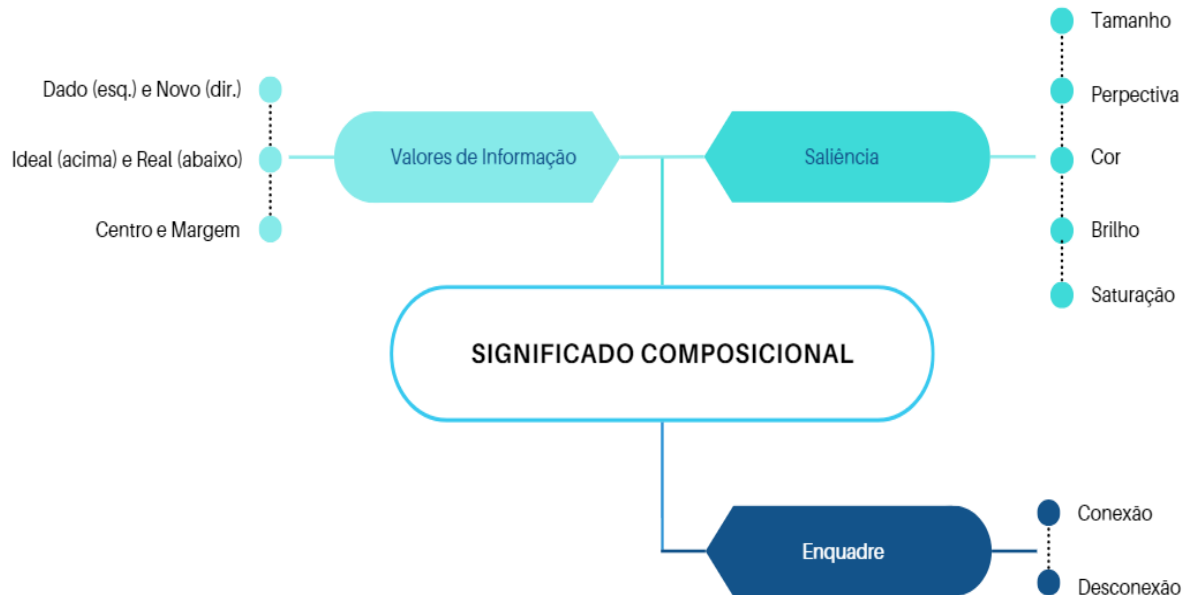 Dado (esq.) e Novo (dir.)
Ideal (acima) e Real (abaixo)
Centro e Margem
Valores de Informação
Saliência
Tamanho
Perpectiva
Cor
Brilho
Saturação
SIGNIFICADO COMPOSICIONAL
Enquadre
Conexão
Desconexão